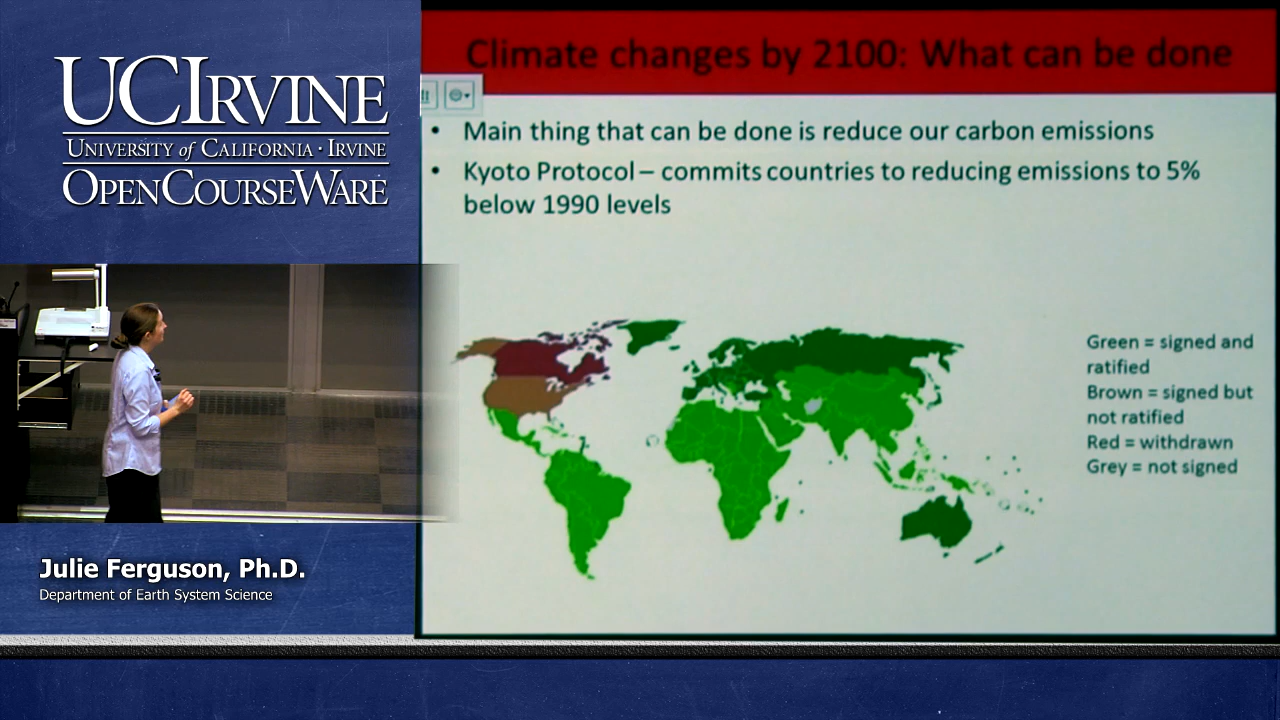 UCIRVINE
UNIVERSITY of CALIFORNIA · IRVINE
OPENCOURSEWARE
Climate changes by 2100: What can be done
• Main thing that can be done is reduce our carbon emissions
• Kyoto Protocol – commits countries to reducing emissions to 5%
below 1990 levels
Green = signed and
ratified
Brown = signed but
not ratified
Red = withdrawn
Grey = not signed
Julie Ferguson, Ph.D.
Department of Earth System Science